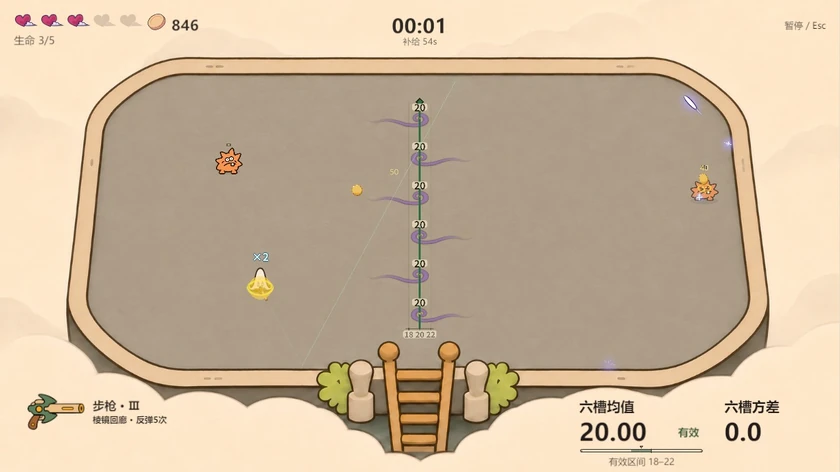 846
00:01
暂停 / Esc
生命 3/5
补给 54s
20
20
50
20
×2
20
20
20
18 20 22
步枪·III
棱镜回廊·反弹5次
六槽均值
六槽方差
20.00
有效
0.0
有效区间 18–22